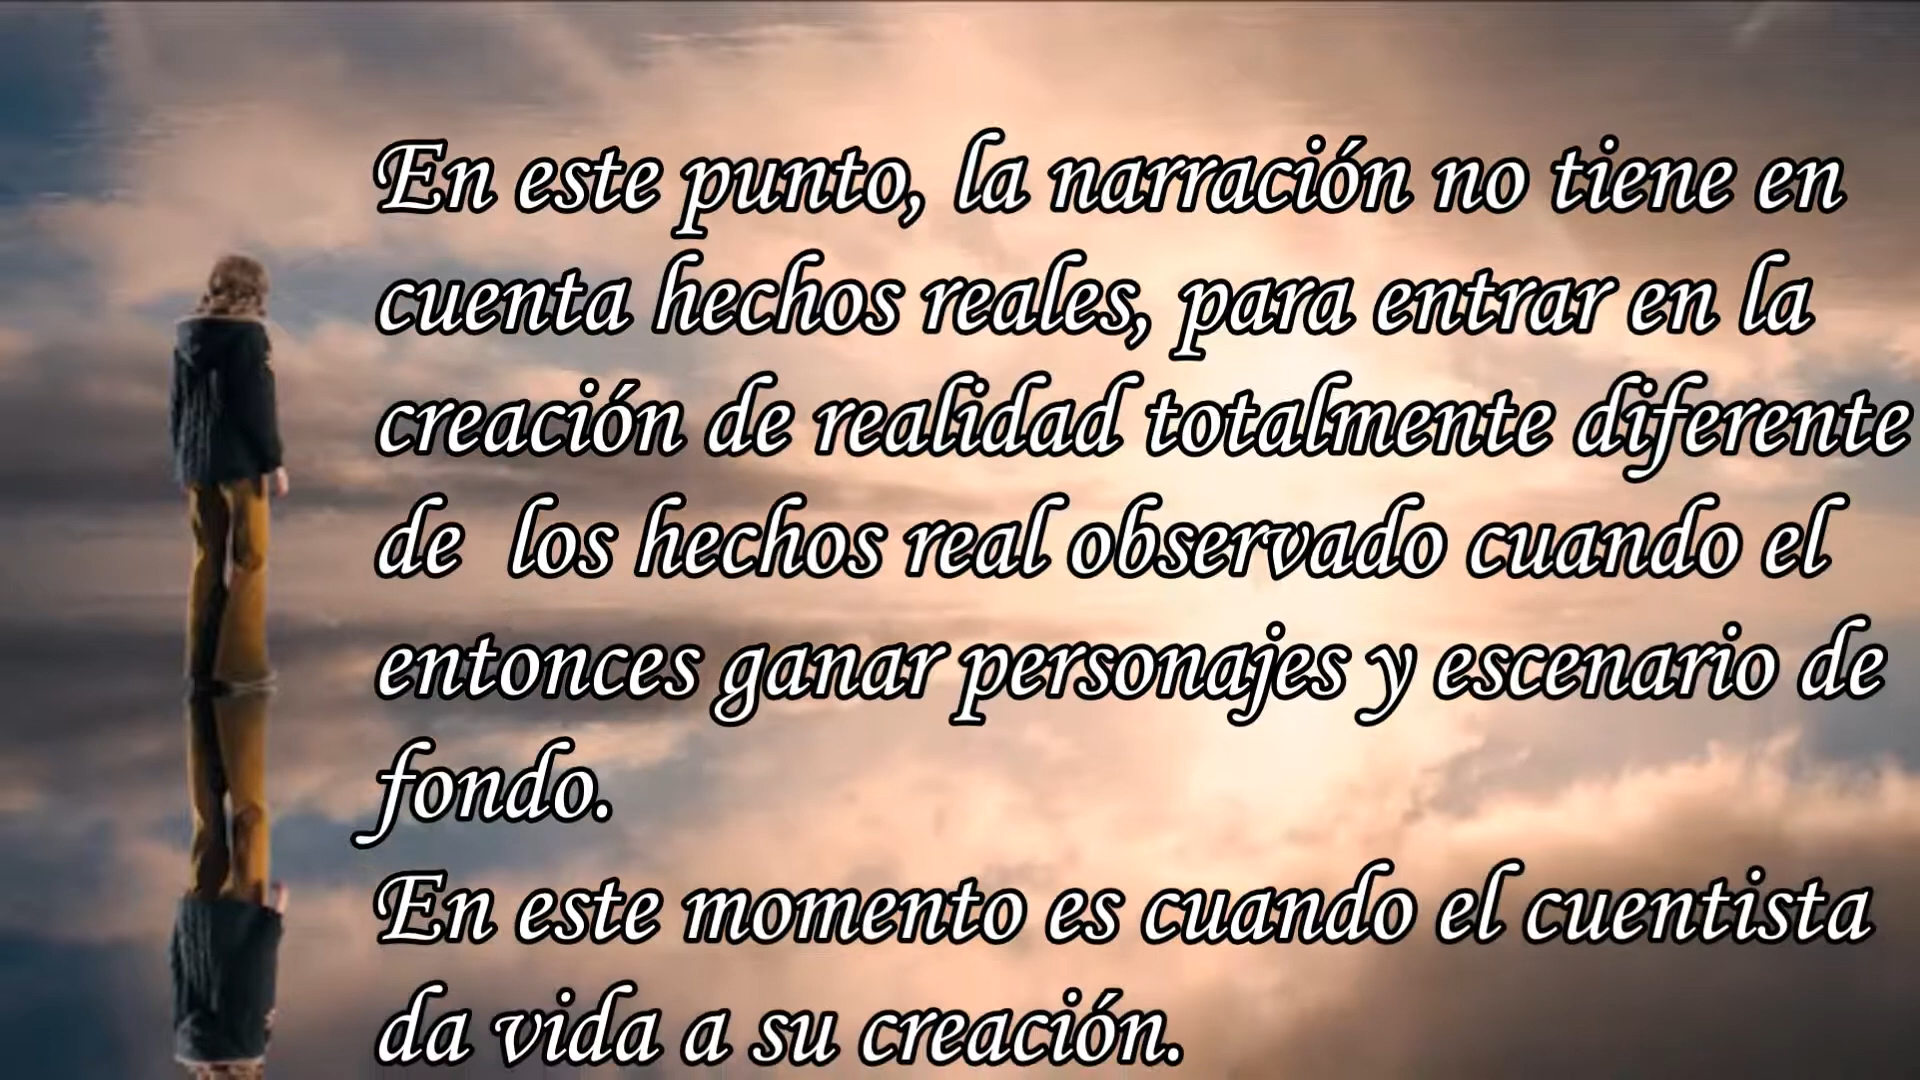 En este punto, la narración no tiene en
cuenta hechos reales, para entrar en la
creación de realidad totalmente diferente
de  los hechos real observado cuando el
entonces ganar personajes y escenario de
fondo.
En este momento es cuando el cuentista
da vida a su creación.